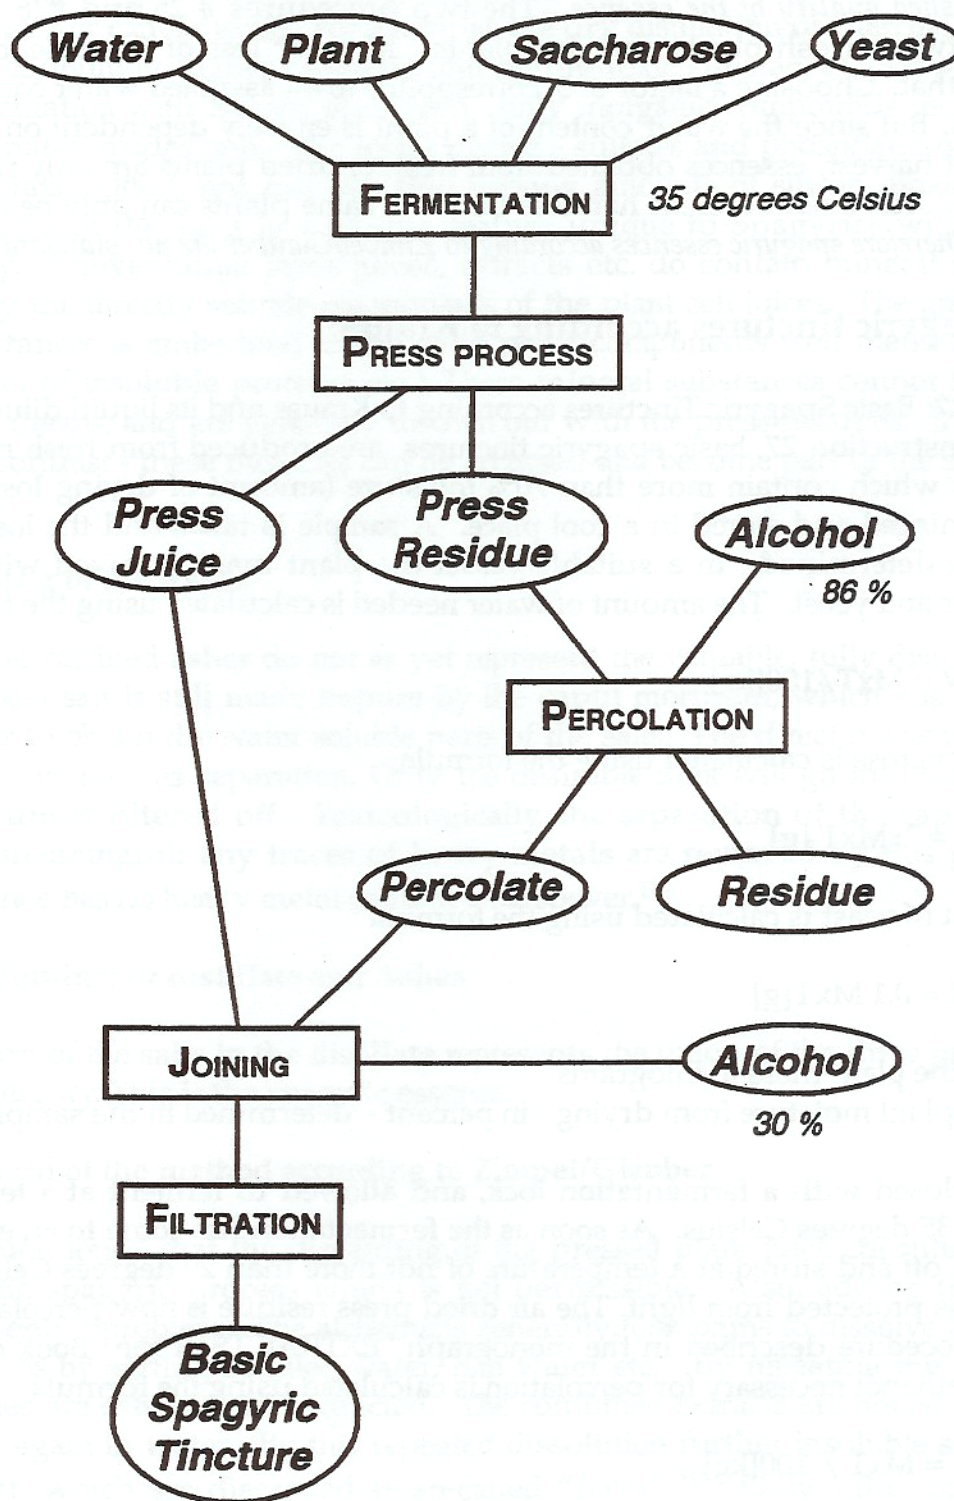 Water Plant Saccharose Yeast
FERMENTATION 35 degrees Celsius
PRESS PROCESS
Press
Juice
Press
Residue
Alcohol
86 %
PERCOLATION
Percolate Residue
JOINING
Alcohol
30 %
FILTRATION
Basic
Spagyric
Tincture